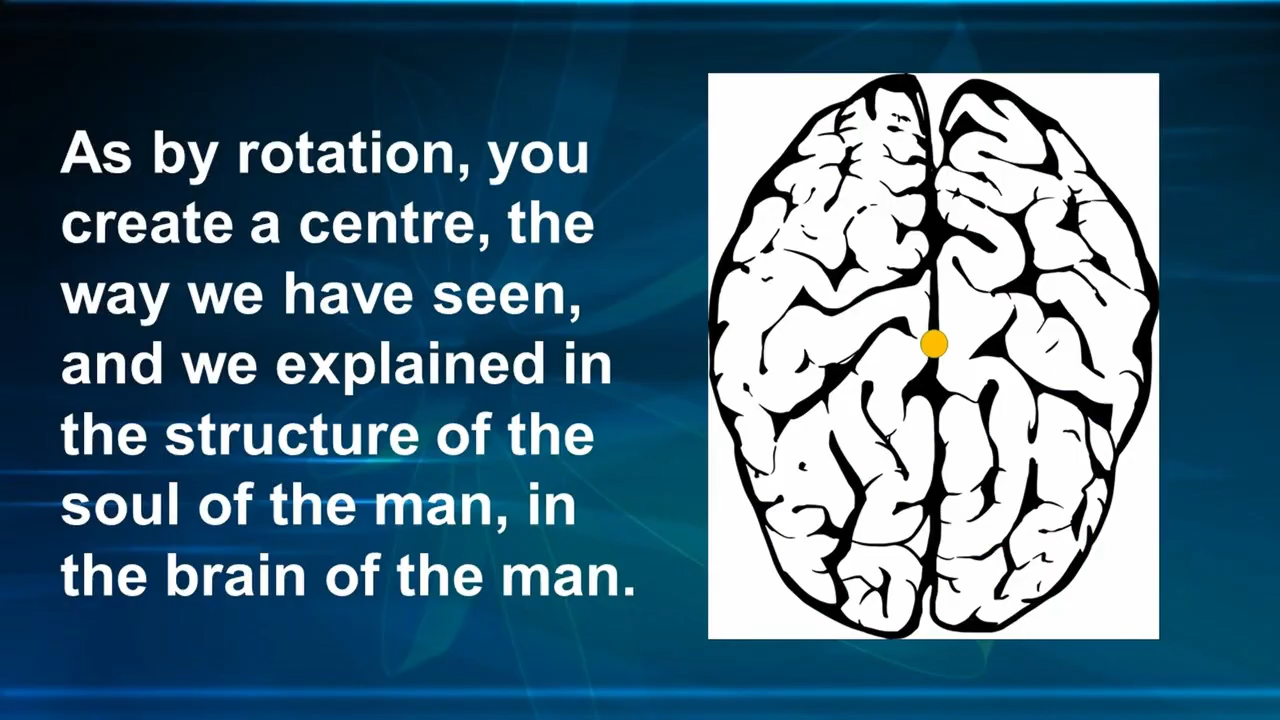 As by rotation, you
create a centre, the
way we have seen,
and we explained in
the structure of the
soul of the man, in
the brain of the man.